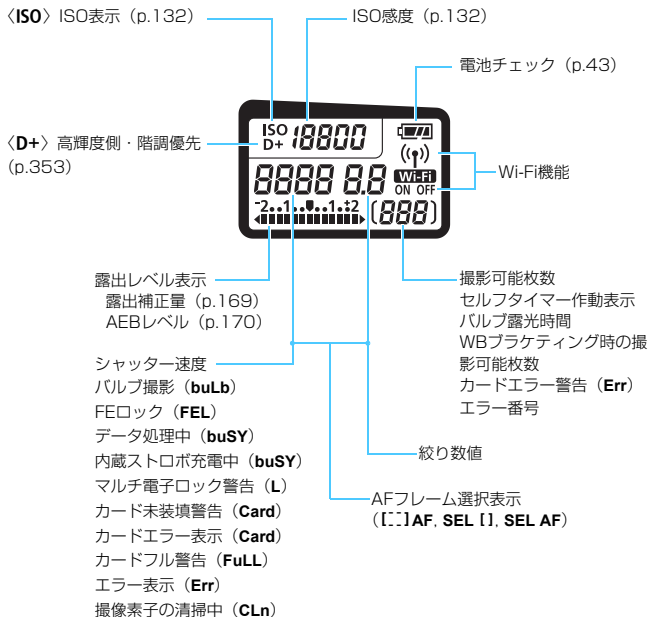 〈ISO〉ISO表示（p.132）
ISO感度（p.132）
電池チェック（p.43）
〈D+〉高輝度側・階調優先
（p.353）
ISO 18800
D+
Wi-Fi
ON OFF
8888 8.8
-2..1..0..1..+2
(888)
Wi-Fi機能
露出レベル表示
露出補正量（p.169）
AEBレベル（p.170）
シャッター速度
バルブ撮影（buLb）
FEロック（FEL）
データ処理中（buSY）
内蔵ストロボ充電中（buSY）
マルチ電子ロック警告（L）
カード未装填警告（Card）
カードエラー表示（Card）
カードフル警告（FuLL）
エラー表示（Err）
撮像素子の清掃中（CLn）
撮影可能枚数
セルフタイマー作動表示
バルブ露光時間
WBブラケティング時の撮
影可能枚数
カードエラー警告（Err）
エラー番号
絞り数値
AFフレーム選択表示
（[ ] AF, SEL [ ], SEL AF）